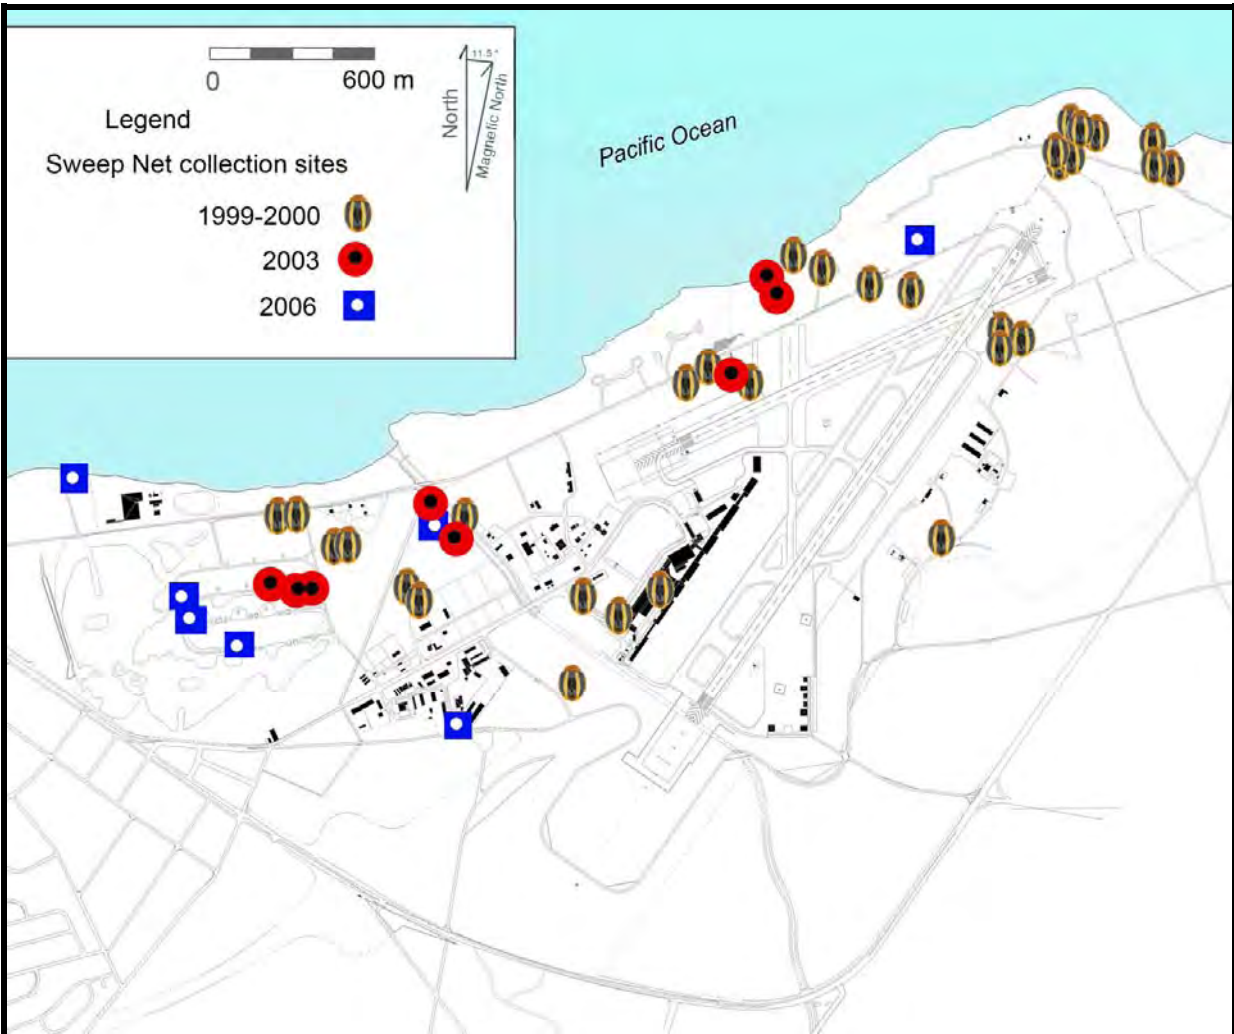 11.5°
0
600 m
North
Magnetic North
Legend
Sweep Net collection sites
1999-2000
2003
2006
Pacific Ocean